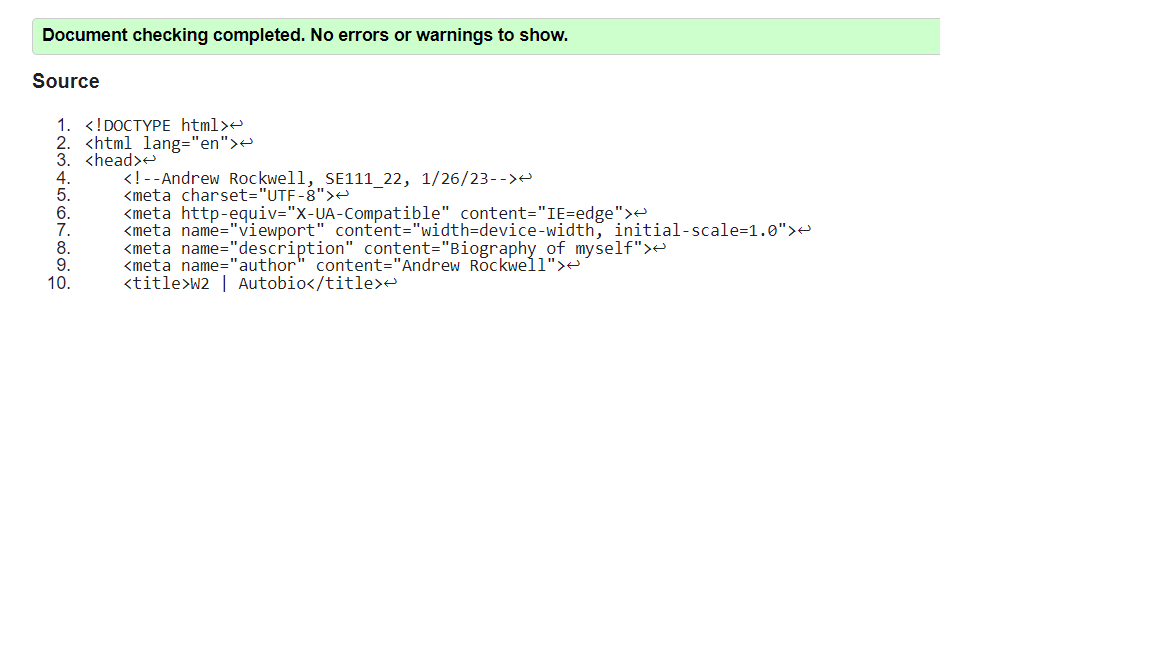 Document checking completed. No errors or warnings to show.
Source
1. <!DOCTYPE html>↩
2. <html lang="en">↩
3. <head>↩
4. <!--Andrew Rockwell, SE111_22, 1/26/23-->↩
5. <meta charset="UTF-8">↩
6. <meta http-equiv="X-UA-Compatible" content="IE=edge">↩
7. <meta name="viewport" content="width=device-width, initial-scale=1.0">↩
8. <meta name="description" content="Biography of myself">↩
9. <meta name="author" content="Andrew Rockwell">↩
10. <title>W2 | Autobio</title>↩